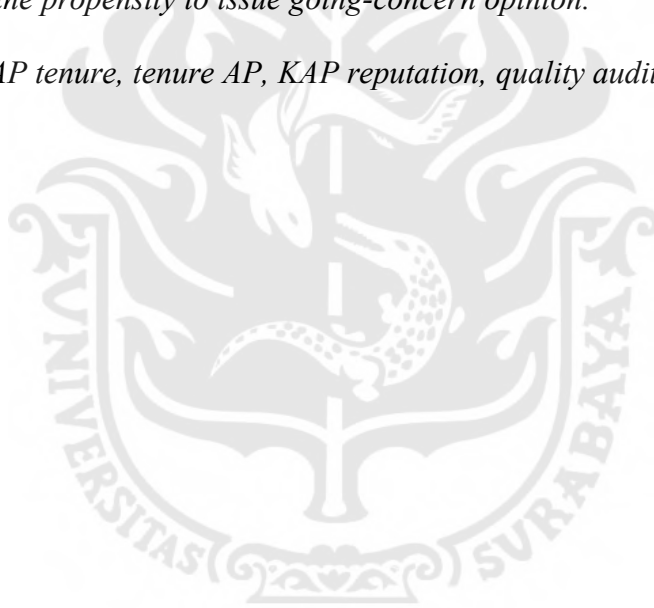 the propensity to issue going-concern opinion.
AP tenure, tenure AP, KAP reputation, quality audit
UNIVERSITAS SURABAYA